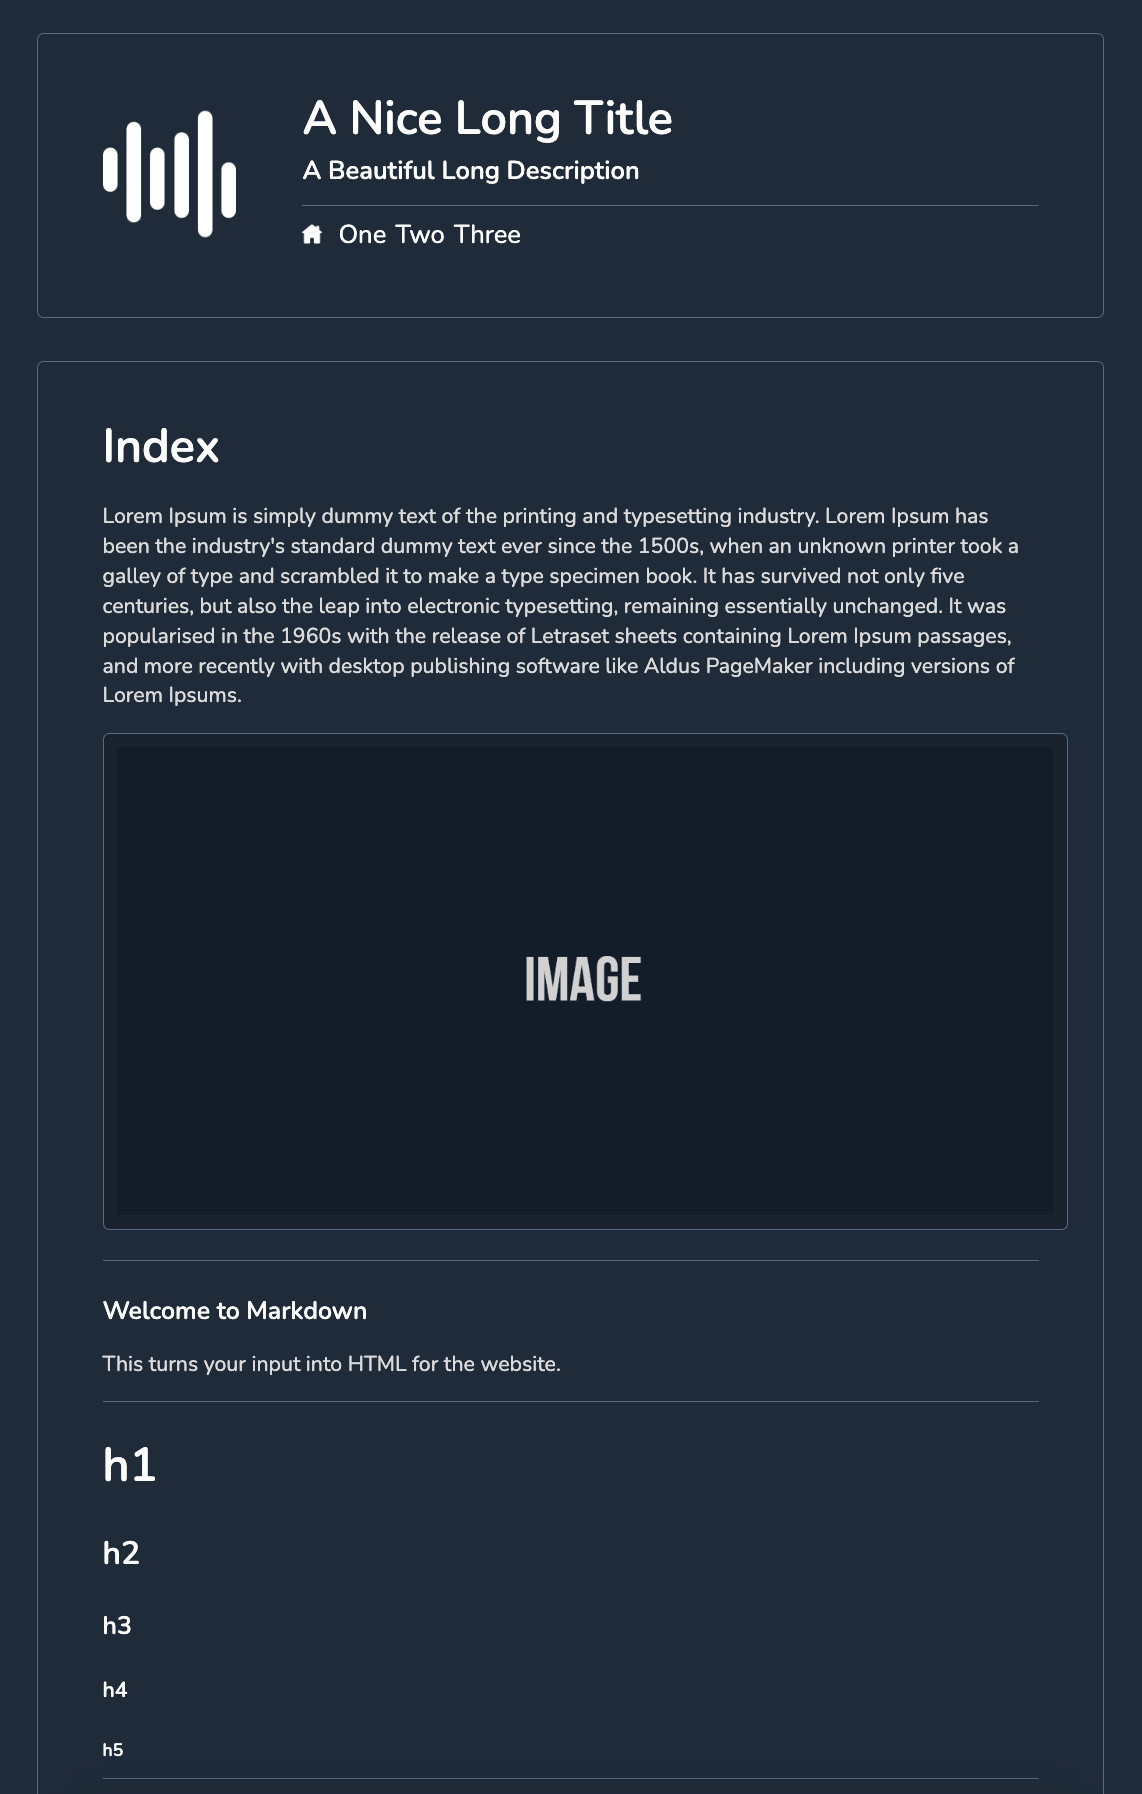 A Nice Long Title
A Beautiful Long Description
One Two Three
Index
Lorem Ipsum is simply dummy text of the printing and typesetting industry. Lorem Ipsum has
been the industry's standard dummy text ever since the 1500s, when an unknown printer took a
galley of type and scrambled it to make a type specimen book. It has survived not only five
centuries, but also the leap into electronic typesetting, remaining essentially unchanged. It was
popularised in the 1960s with the release of Letraset sheets containing Lorem Ipsum passages,
and more recently with desktop publishing software like Aldus PageMaker including versions of
Lorem Ipsums.
IMAGE
Welcome to Markdown
This turns your input into HTML for the website.
h1
h2
h3
h4
h5